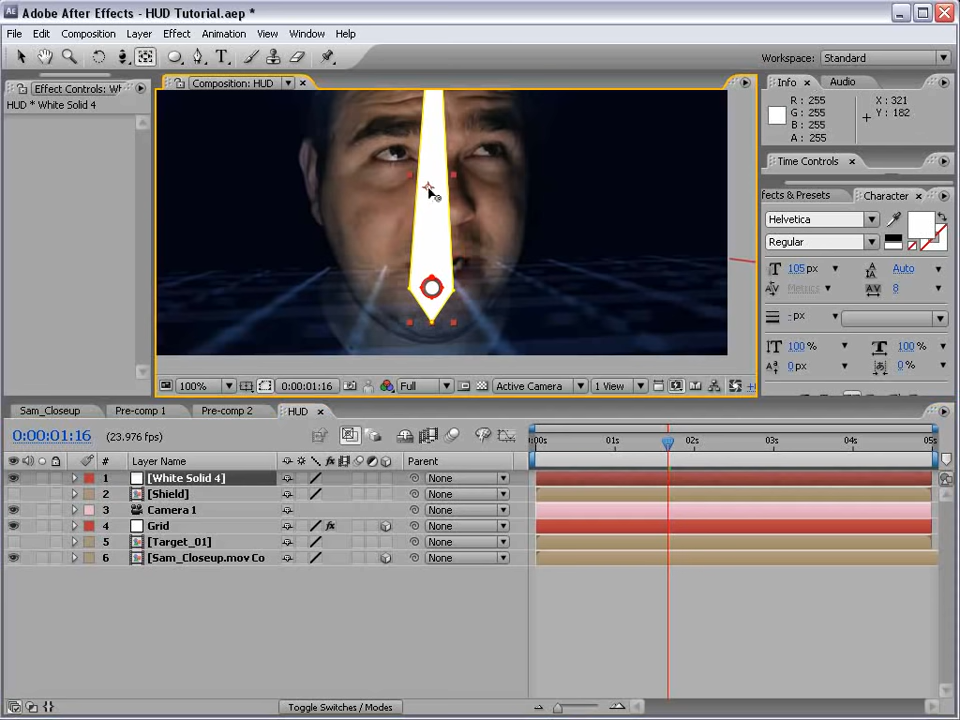 Adobe After Effects - HUD Tutorial.aep *
File Edit Composition Layer Effect Animation View Window Help
Workspace: Standard
Effect Controls: Wh
HUD * White Solid 4
Composition: HUD
Info Audio
R: 255
G: 255
B: 255
A: 255
X: 321
Y: 182
Time Controls
ffects & Presets Character
Helvetica
Regular
105 px Auto
Metrics 8
- px
100 % 100 %
0 px 0 %
100% 0:00:01:16 Full Active Camera 1 View
Sam_Closeup Pre-comp 1 Pre-comp 2 HUD
0:00:01:16 (23.976 fps)
:00s 01s 02s 03s 04s 05s
# Layer Name Parent
1 [White Solid 4] None
2 [Shield] None
3 Camera 1 None
4 Grid None
5 [Target_01] None
6 [Sam_Closeup.mov Co None
Toggle Switches / Modes